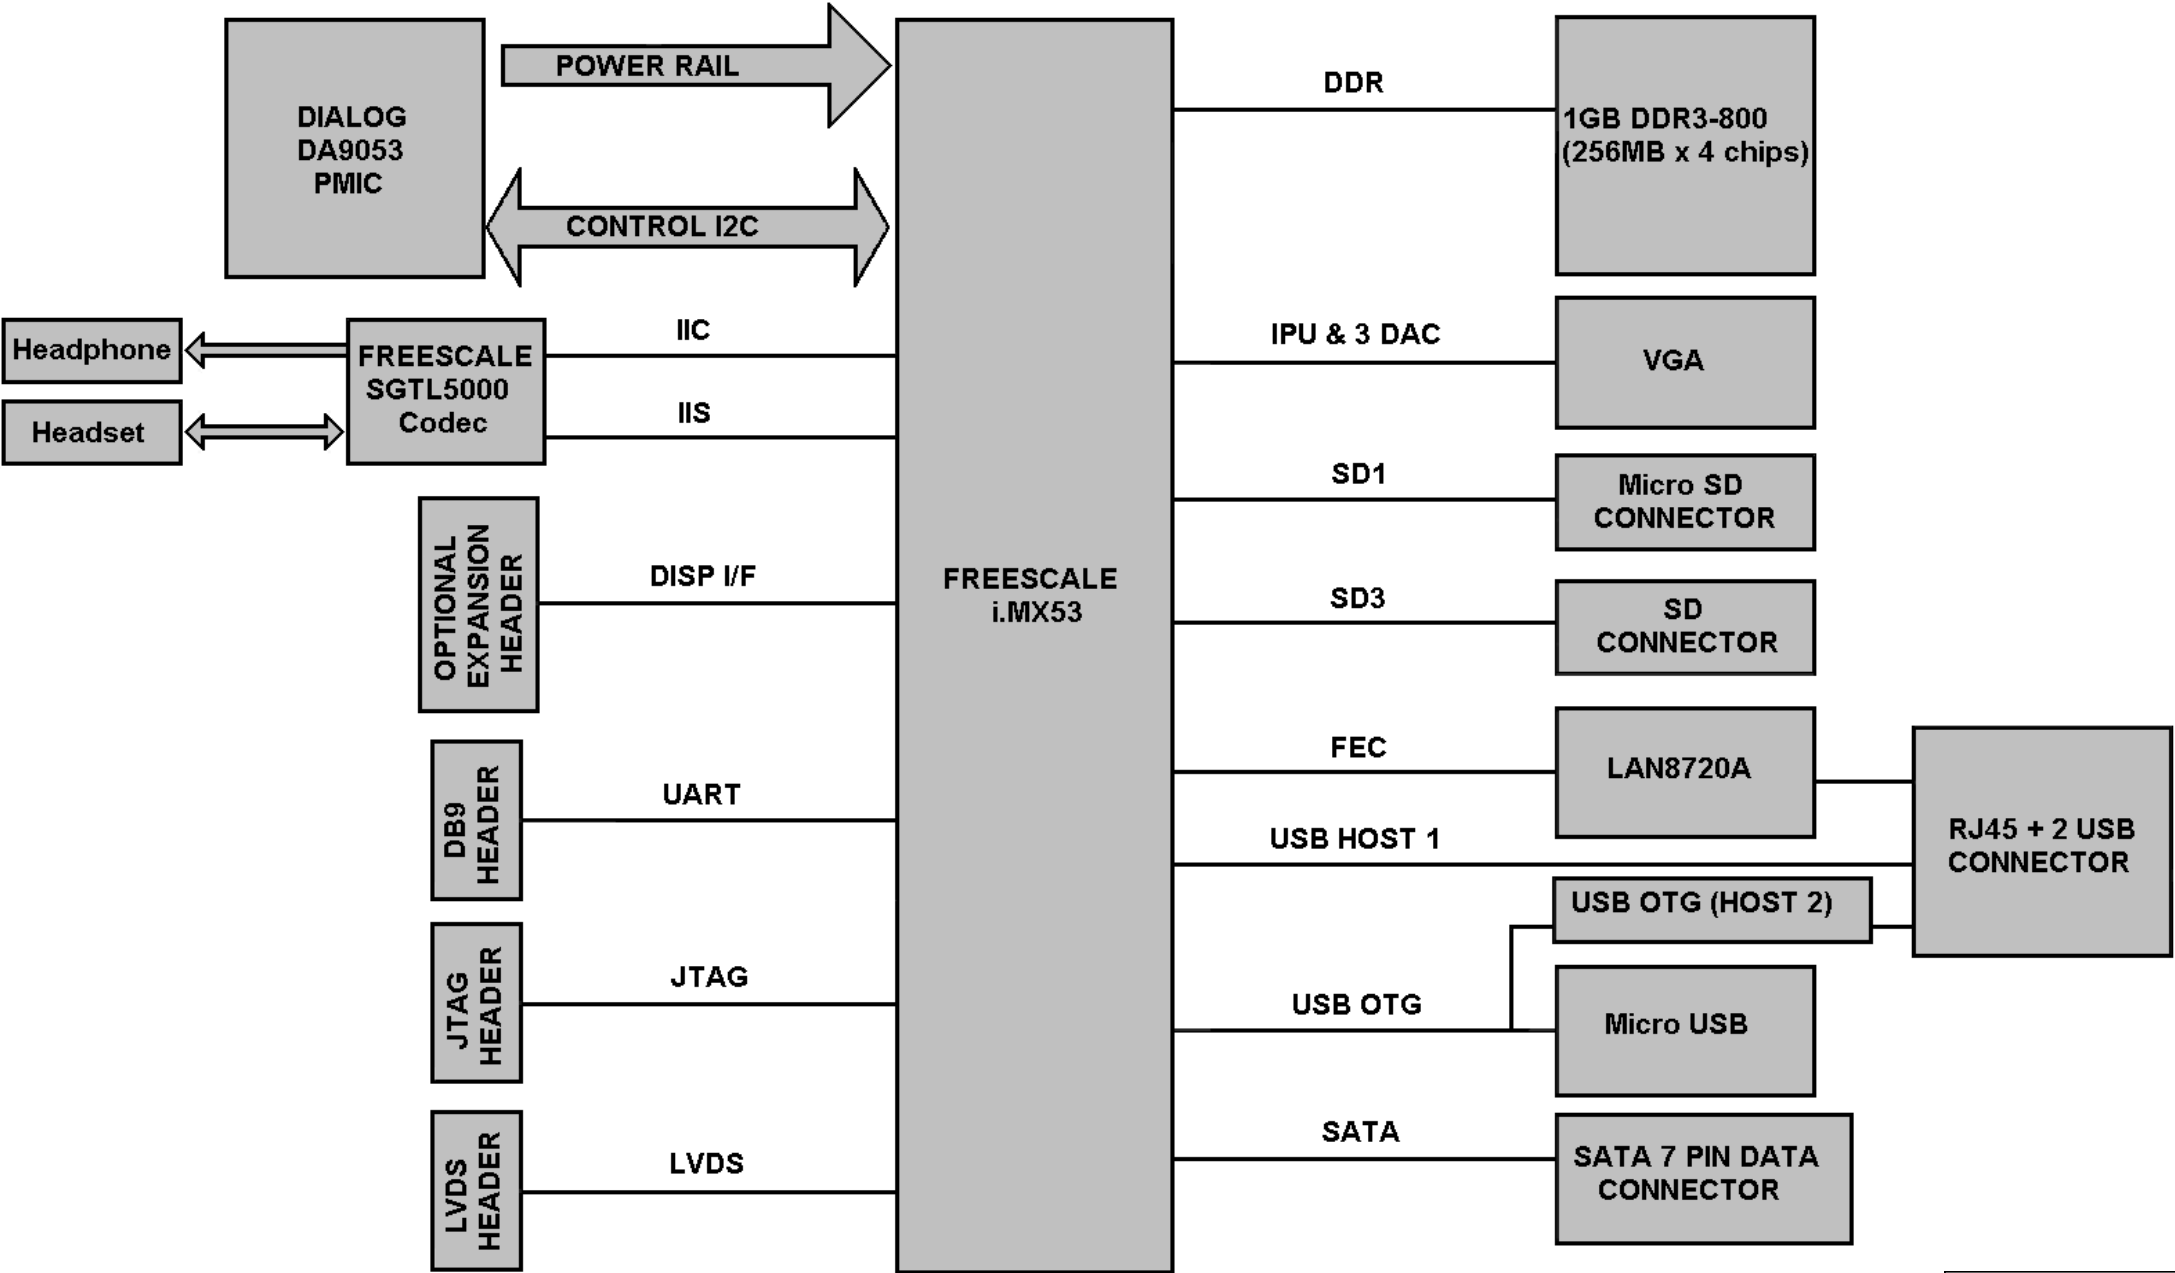 DIALOG
DA9053
PMIC
POWER RAIL
CONTROL I2C
Headphone
Headset
FREESCALE
SGTL5000
Codec
IIC
IIS
OPTIONAL
EXPANSION
HEADER
DISP I/F
DB9
HEADER
UART
JTAG
HEADER
JTAG
LVDS
HEADER
LVDS
FREESCALE
i.MX53
DDR
1GB DDR3-800
(256MB x 4 chips)
IPU & 3 DAC
VGA
SD1
Micro SD
CONNECTOR
SD3
SD
CONNECTOR
FEC
LAN8720A
USB HOST 1
RJ45 + 2 USB
CONNECTOR
USB OTG (HOST 2)
USB OTG
Micro USB
SATA
SATA 7 PIN DATA
CONNECTOR